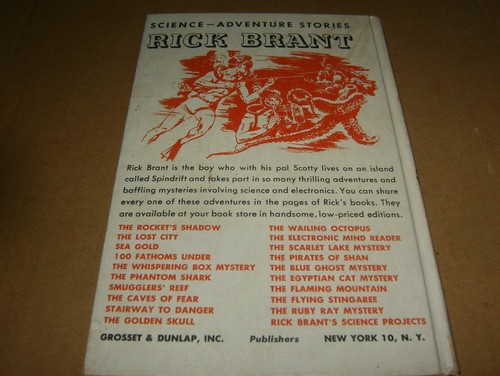 SCIENCE—ADVENTURE STORIES
RICK BRANT
Rick Brant is the boy who with his pal Scotty lives on an island
called Spindrift and takes part in so many thrilling adventures and
baffling mysteries involving science and electronics. You can share
every one of these adventures in the pages of Rick's books. They
are available at your book store in handsome, low-priced editions.
THE ROCKET'S SHADOW
THE LOST CITY
SEA GOLD
100 FATHOMS UNDER
THE WHISPERING BOX MYSTERY
THE PHANTOM SHARK
SMUGGLERS' REEF
THE CAVES OF FEAR
STAIRWAY TO DANGER
THE GOLDEN SKULL
THE WAILING OCTOPUS
THE ELECTRONIC MIND READER
THE SCARLET LAKE MYSTERY
THE PIRATES OF SHAN
THE BLUE GHOST MYSTERY
THE EGYPTIAN CAT MYSTERY
THE FLAMING MOUNTAIN
THE FLYING STINGAREE
THE RUBY RAY MYSTERY
RICK BRANT'S SCIENCE PROJECTS
GROSSET & DUNLAP, INC. Publishers NEW YORK 10, N. Y.